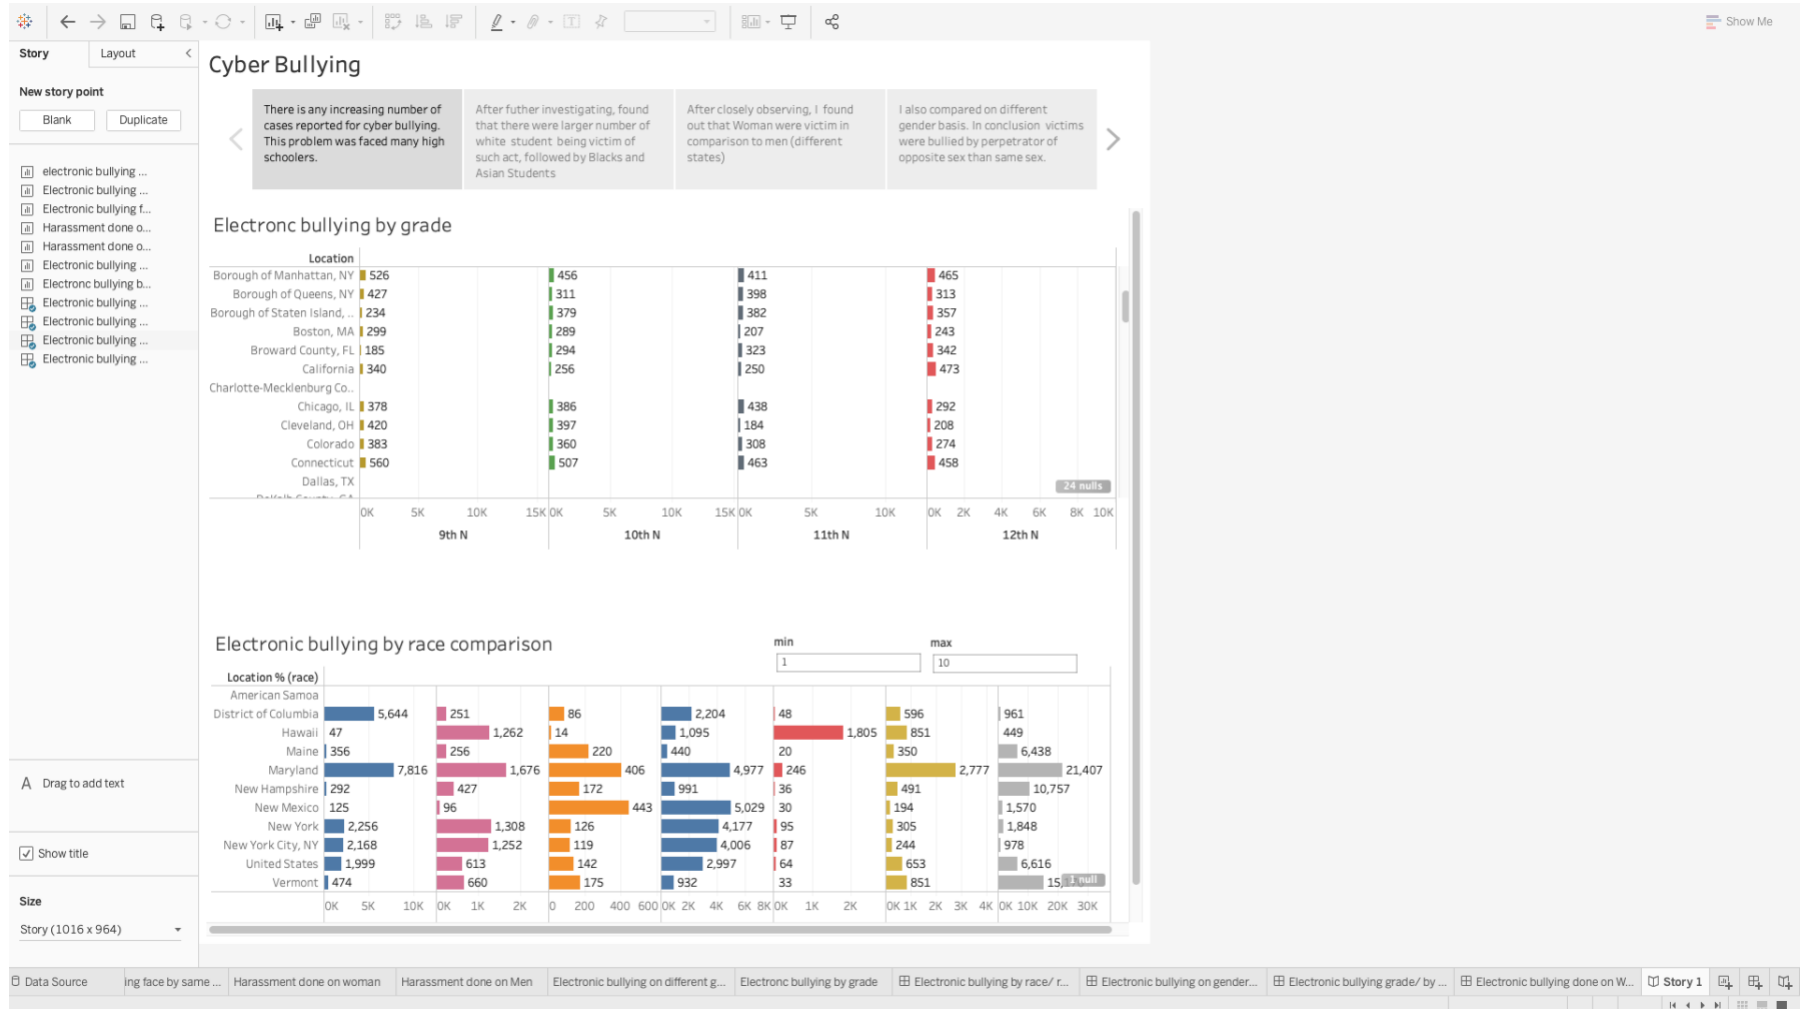 Show Me
Story Layout
Cyber Bullying
New story point
Blank Duplicate
There is any increasing number of
cases reported for cyber bullying.
This problem was faced many high
schoolers.
After futher investigating, found
that there were larger number of
white student being victim of
such act, followed by Blacks and
Asian Students
After closely observing, I found
out that Woman were victim in
comparison to men (different
states)
I also compared on different
gender basis. In conclusion victims
were bullied by perpetrator of
opposite sex than same sex.
electronic bullying ...
Electronic bullying ...
Electronic bullying f...
Harassment done o...
Harassment done o...
Electronic bullying ...
Electronc bullying b...
Electronic bullying ...
Electronic bullying ...
Electronic bullying ...
Electronic bullying ...
Electronc bullying by grade
Location
Borough of Manhattan, NY 526 456 411 465
Borough of Queens, NY 427 311 398 313
Borough of Staten Island, .. 234 379 382 357
Boston, MA 299 289 207 243
Broward County, FL 185 294 323 342
California 340 256 250 473
Charlotte-Mecklenburg Co..
Chicago, IL 378 386 438 292
Cleveland, OH 420 397 184 208
Colorado 383 360 308 274
Connecticut 560 507 463 458
Dallas, TX
24 nulls
0K 5K 10K 15K 0K 5K 10K 15K 0K 5K 10K 0K 2K 4K 6K 8K 10K
9th N 10th N 11th N 12th N
Electronic bullying by race comparison
min max
1 10
Location % (race)
American Samoa
District of Columbia 5,644 251 86 2,204 48 596 961
Hawaii 47 1,262 14 1,095 1,805 851 449
Maine 356 256 220 440 20 350 6,438
Maryland 7,816 1,676 406 4,977 246 2,777 21,407
New Hampshire 292 427 172 991 36 491 10,757
New Mexico 125 96 443 5,029 30 194 1,570
New York 2,256 1,308 126 4,177 95 305 1,848
New York City, NY 2,168 1,252 119 4,006 87 244 978
United States 1,999 613 142 2,997 64 653 6,616
Vermont 474 660 175 932 33 851
1 null
0K 5K 10K 0K 1K 2K 0 200 400 600 0K 2K 4K 6K 8K 0K 1K 2K 0K 1K 2K 3K 4K 0K 10K 20K 30K
A Drag to add text
Show title
Size
Story (1016 x 964)
Data Source ing face by same ... Harassment done on woman Harassment done on Men Electronic bullying on different g... Electronc bullying by grade Electronic bullying by race/ r... Electronic bullying on gender... Electronic bullying grade/ by ... Electronic bullying done on W... Story 1